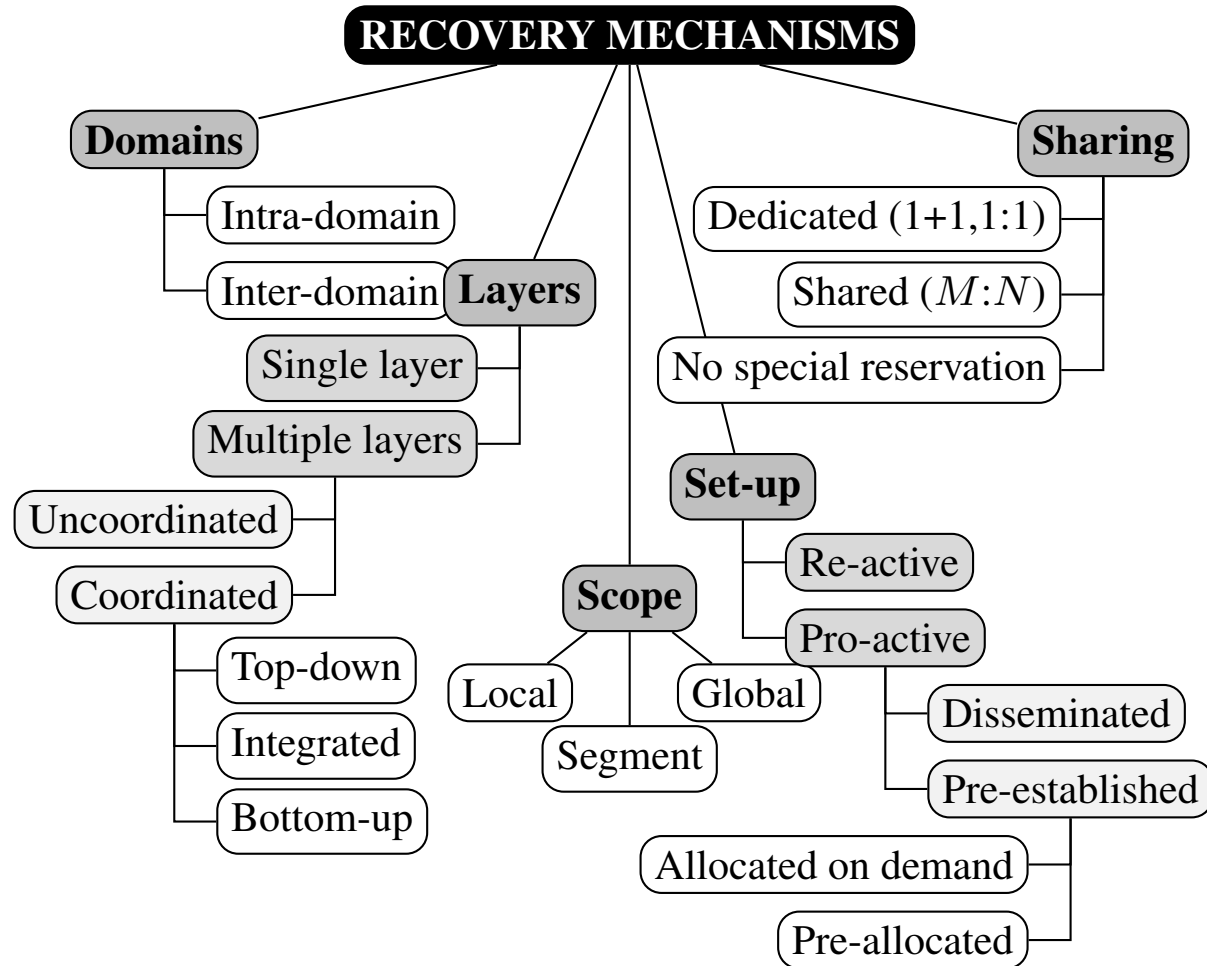 RECOVERY MECHANISMS
Domains
Intra-domain
Inter-domain
Layers
Single layer
Multiple layers
Uncoordinated
Coordinated
Top-down
Integrated
Bottom-up
Scope
Local
Segment
Global
Set-up
Re-active
Pro-active
Disseminated
Pre-established
Allocated on demand
Pre-allocated
Sharing
Dedicated (1+1,1:1)
Shared (M:N)
No special reservation